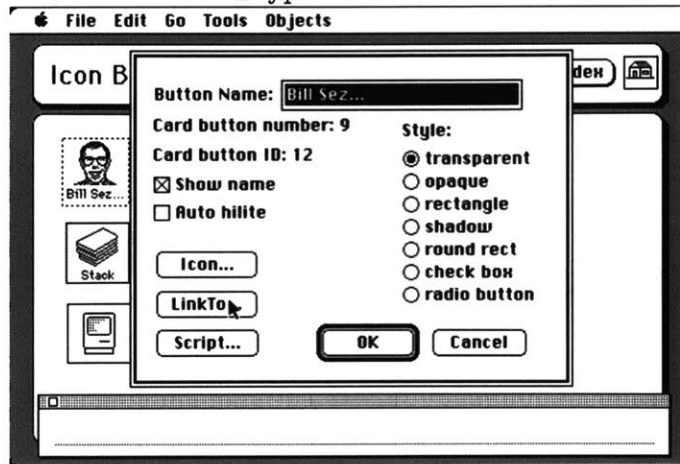 File Edit Go Tools Objects
Icon B
dex
Button Name: Bill Sez...
Card button number: 9
Card button ID: 12
Show name
Auto hilite
Style:
transparent
opaque
rectangle
shadow
round rect
check box
radio button
Bill Sez...
Stack
Icon...
LinkTo
Script...
OK
Cancel